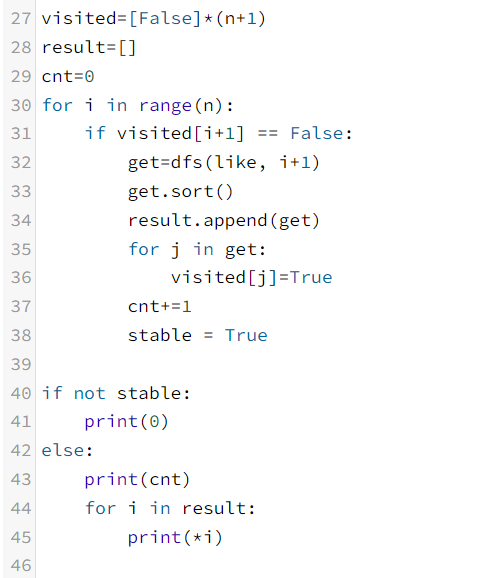 27 visited=[False]*(n+1)
28 result=[]
29 cnt=0
30 for i in range(n):
31     if visited[i+1] == False:
32         get=dfs(like, i+1)
33         get.sort()
34         result.append(get)
35         for j in get:
36             visited[j]=True
37         cnt+=1
38         stable = True
39
40 if not stable:
41     print(0)
42 else:
43     print(cnt)
44     for i in result:
45         print(*i)
46